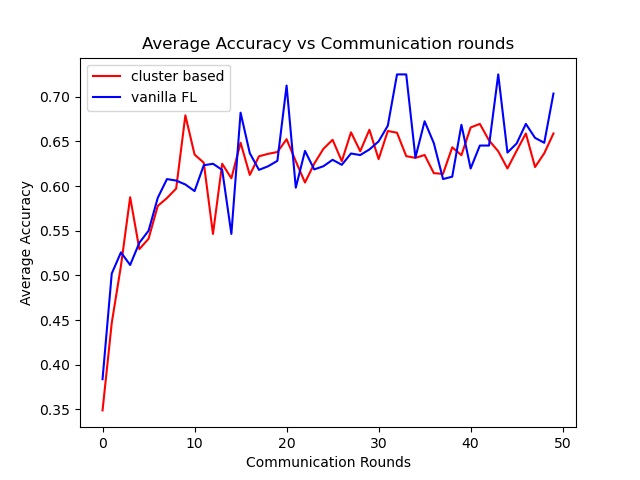 Average Accuracy vs Communication rounds
cluster based
vanilla FL
0.70
0.65
0.60
0.55
0.50
0.45
0.40
0.35
Average Accuracy
0 10 20 30 40 50
Communication Rounds